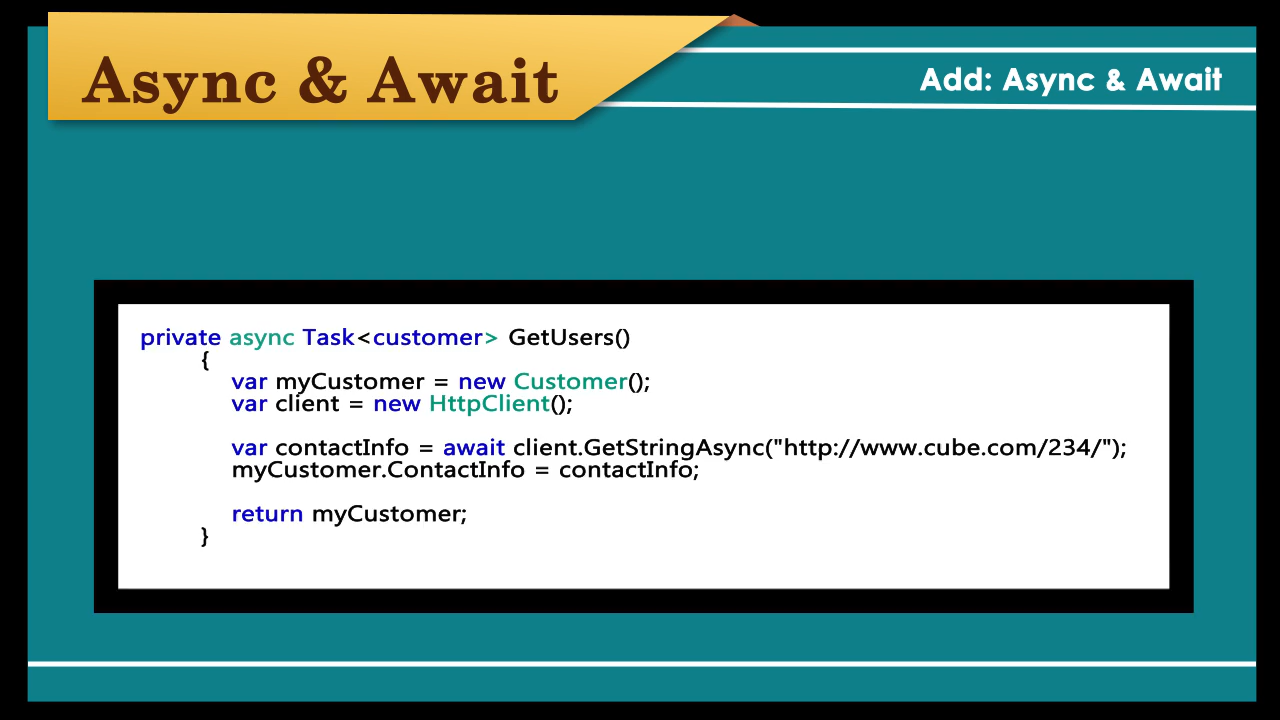 Async & Await
Add: Async & Await
private async Task<customer> GetUsers()
{
var myCustomer = new Customer();
var client = new HttpClient();
var contactInfo = await client.GetStringAsync("http://www.cube.com/234/");
myCustomer.ContactInfo = contactInfo;
return myCustomer;
}